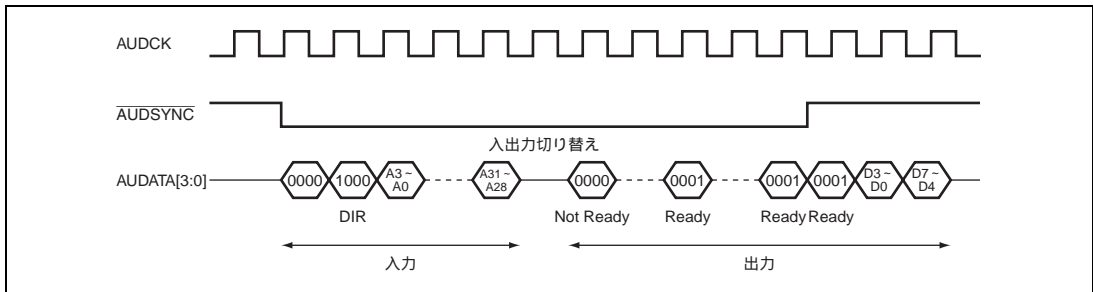 AUDCK
AUDSYNC
入出力切り替え
AUDATA[3:0]
0000
1000
A3~
A0
A31~
A28
0000
0001
0001
0001
D3~
D0
D7~
D4
DIR
Not Ready
Ready
Ready
Ready
入力
出力